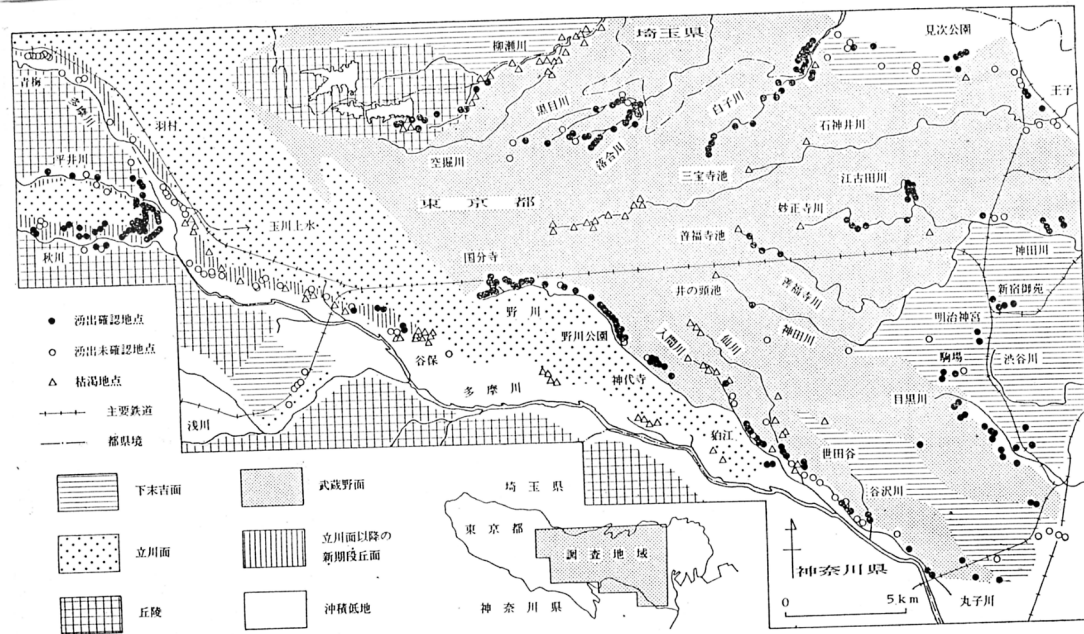 見次公園
柳瀬川
埼玉県
青梅
多摩川
羽村
黒目川
白子川
王子
平井川
空堀川
落合川
石神井川
三宝寺池
江古田川
東京都
妙正寺川
玉川上水
善福寺池
秋川
国分寺
神田川
井の頭池
善福寺川
新宿御苑
野川
湧出確認地点
野川公園
入間川
仙川
神田川
明治神宮
湧出未確認地点
谷保
駒場
渋谷川
枯渇地点
多摩川
神代寺
目黒川
主要鉄道
浅川
都県境
狛江
世田谷
下末吉面
武蔵野面
埼玉県
谷沢川
東京都
立川面
立川面以降の
新期段丘面
調査地域
神奈川県
丘陵
沖積低地
神奈川県
0
5km
丸子川